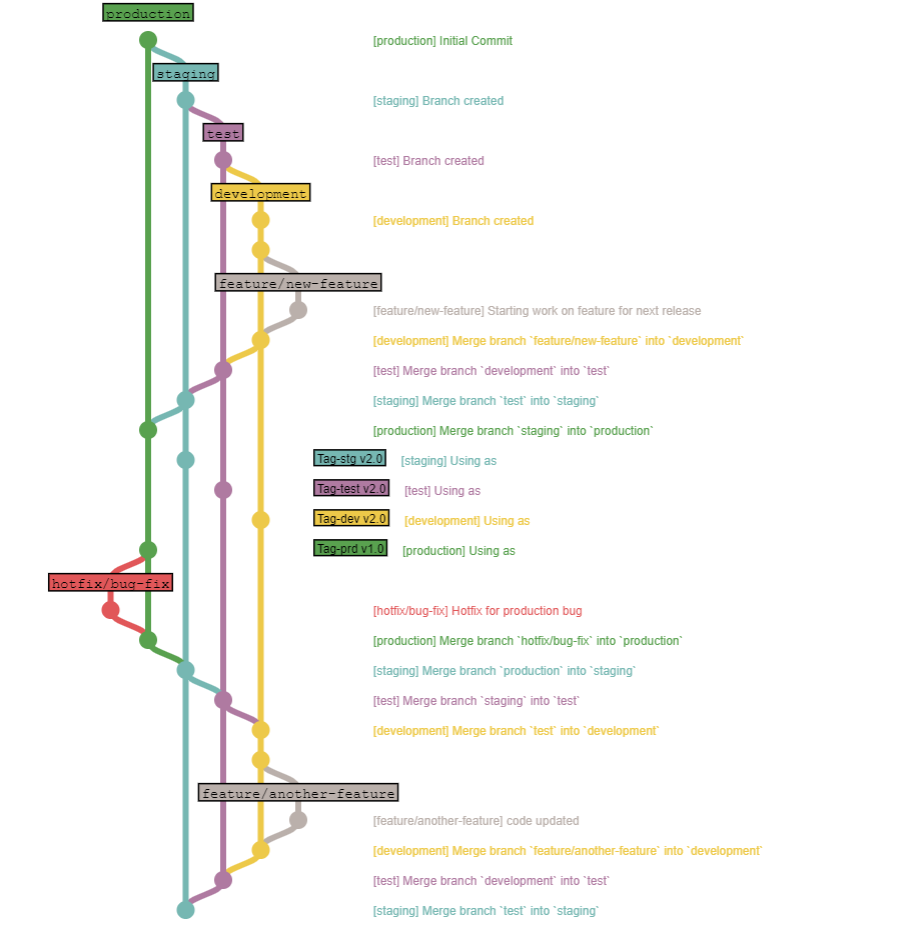 production
[production] Initial Commit
staging
[staging] Branch created
test
[test] Branch created
development
[development] Branch created
feature/new-feature
[feature/new-feature] Starting work on feature for next release
[development] Merge branch `feature/new-feature` into `development`
[test] Merge branch `development` into `test`
[staging] Merge branch `test` into `staging`
[production] Merge branch `staging` into `production`
Tag-stg v2.0 [staging] Using as
Tag-test v2.0 [test] Using as
Tag-dev v2.0 [development] Using as
Tag-prd v1.0 [production] Using as
hotfix/bug-fix
[hotfix/bug-fix] Hotfix for production bug
[production] Merge branch `hotfix/bug-fix` into `production`
[staging] Merge branch `production` into `staging`
[test] Merge branch `staging` into `test`
[development] Merge branch `test` into `development`
feature/another-feature
[feature/another-feature] code updated
[development] Merge branch `feature/another-feature` into `development`
[test] Merge branch `development` into `test`
[staging] Merge branch `test` into `staging`